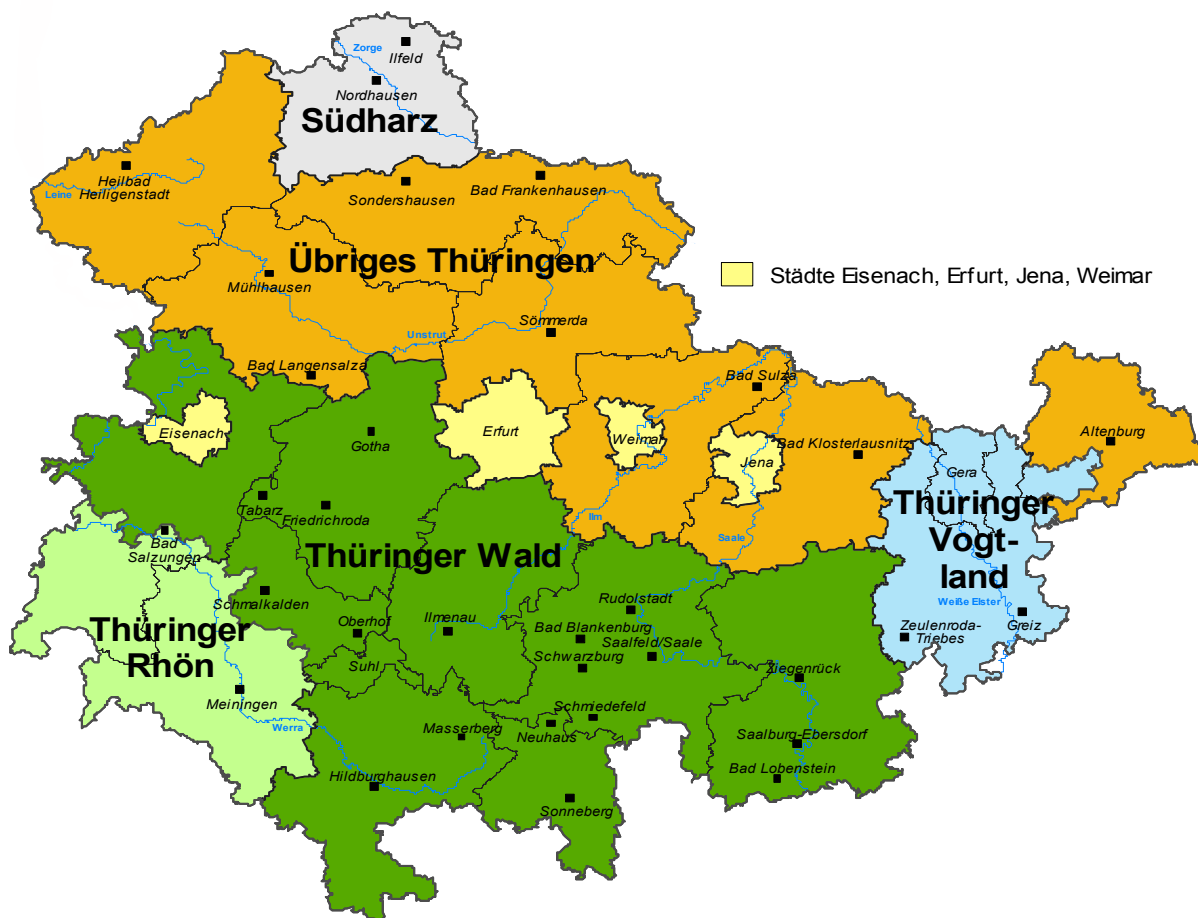 Zorge
Ilfeld
Nordhausen
Südharz
Heilbad
Heiligenstadt
Leine
Sondershausen
Bad Frankenhausen
Übriges Thüringen
Mühlhausen
Städte Eisenach, Erfurt, Jena, Weimar
Sömmerda
Unstrut
Bad Langensalza
Bad Sulza
Eisenach
Gotha
Erfurt
Weimar
Jena
Bad Klosterlausnitz
Altenburg
Gera
Tabarz
Friedrichroda
Ilm
Saale
Thüringer
Vogt-
land
Bad
Salzungen
Thüringer Wald
Schmalkalden
Oberhof
Ilmenau
Rudolstadt
Weiße Elster
Greiz
Zeulenroda-
Triebes
Thüringer
Rhön
Bad Blankenburg
Saalfeld/Saale
Suhl
Schwarzburg
Ziegenrück
Meiningen
Schmiedefeld
Werra
Masserberg
Neuhaus
Saalburg-Ebersdorf
Hildburghausen
Bad Lobenstein
Sonneberg